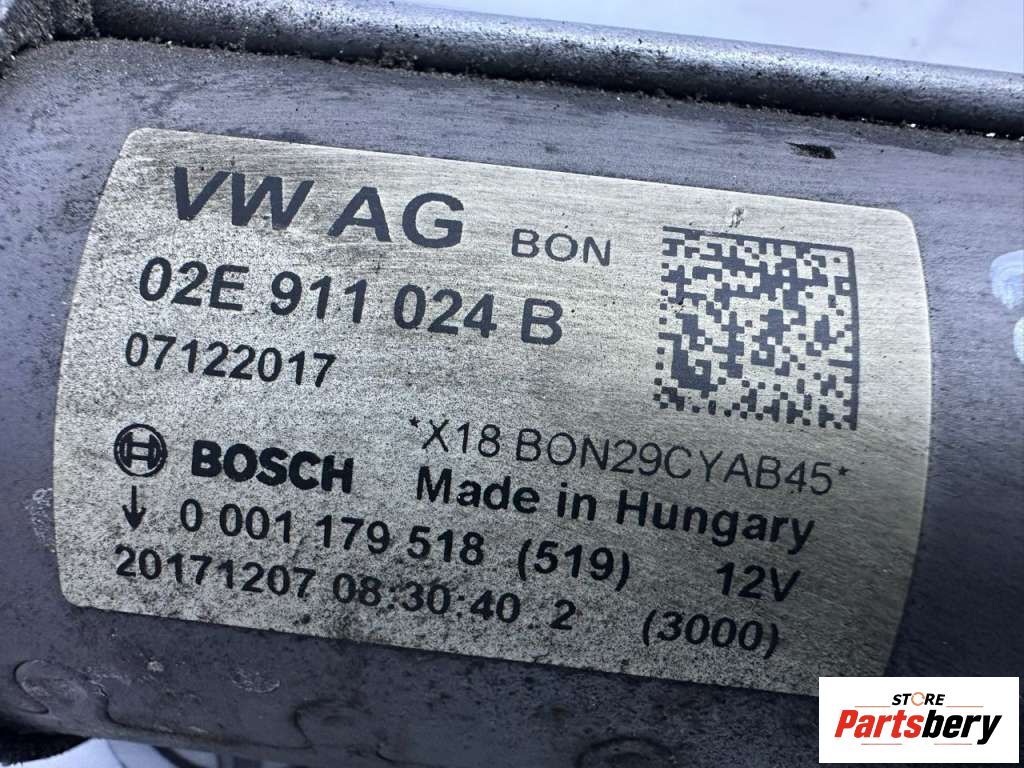 VW AG BON
02E 911 024 B
07122017
*X18 BON29CYAB45*
BOSCH Made in Hungary
0 001 179 518 (519) 12V
20171207 08:30:40 2 (3000)
STORE
Partsbery